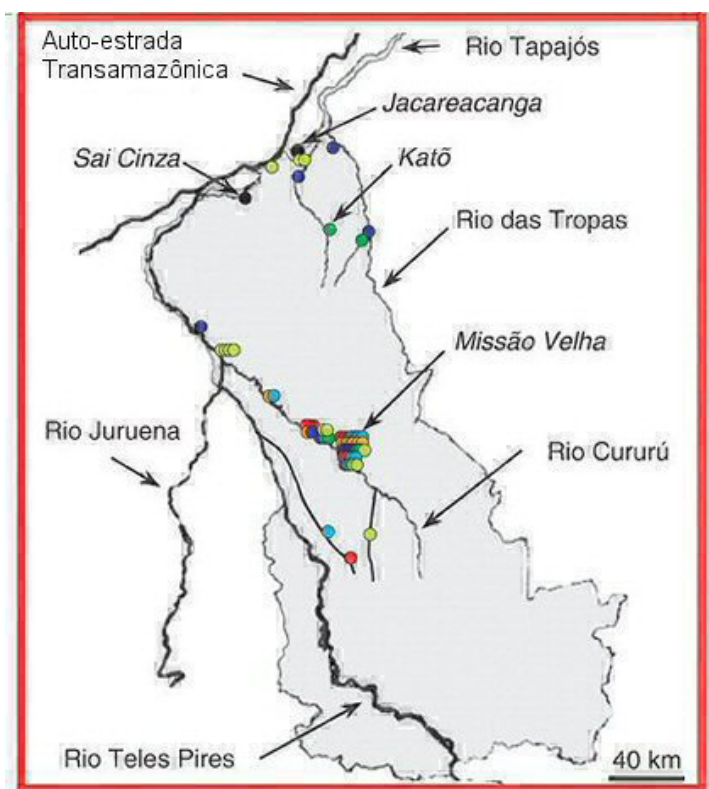 Auto-estrada
Transamazônica
Rio Tapajós
Jacareacanga
Sai Cinza
Katõ
Rio das Tropas
Missão Velha
Rio Juruena
Rio Cururú
Rio Teles Pires
40 km